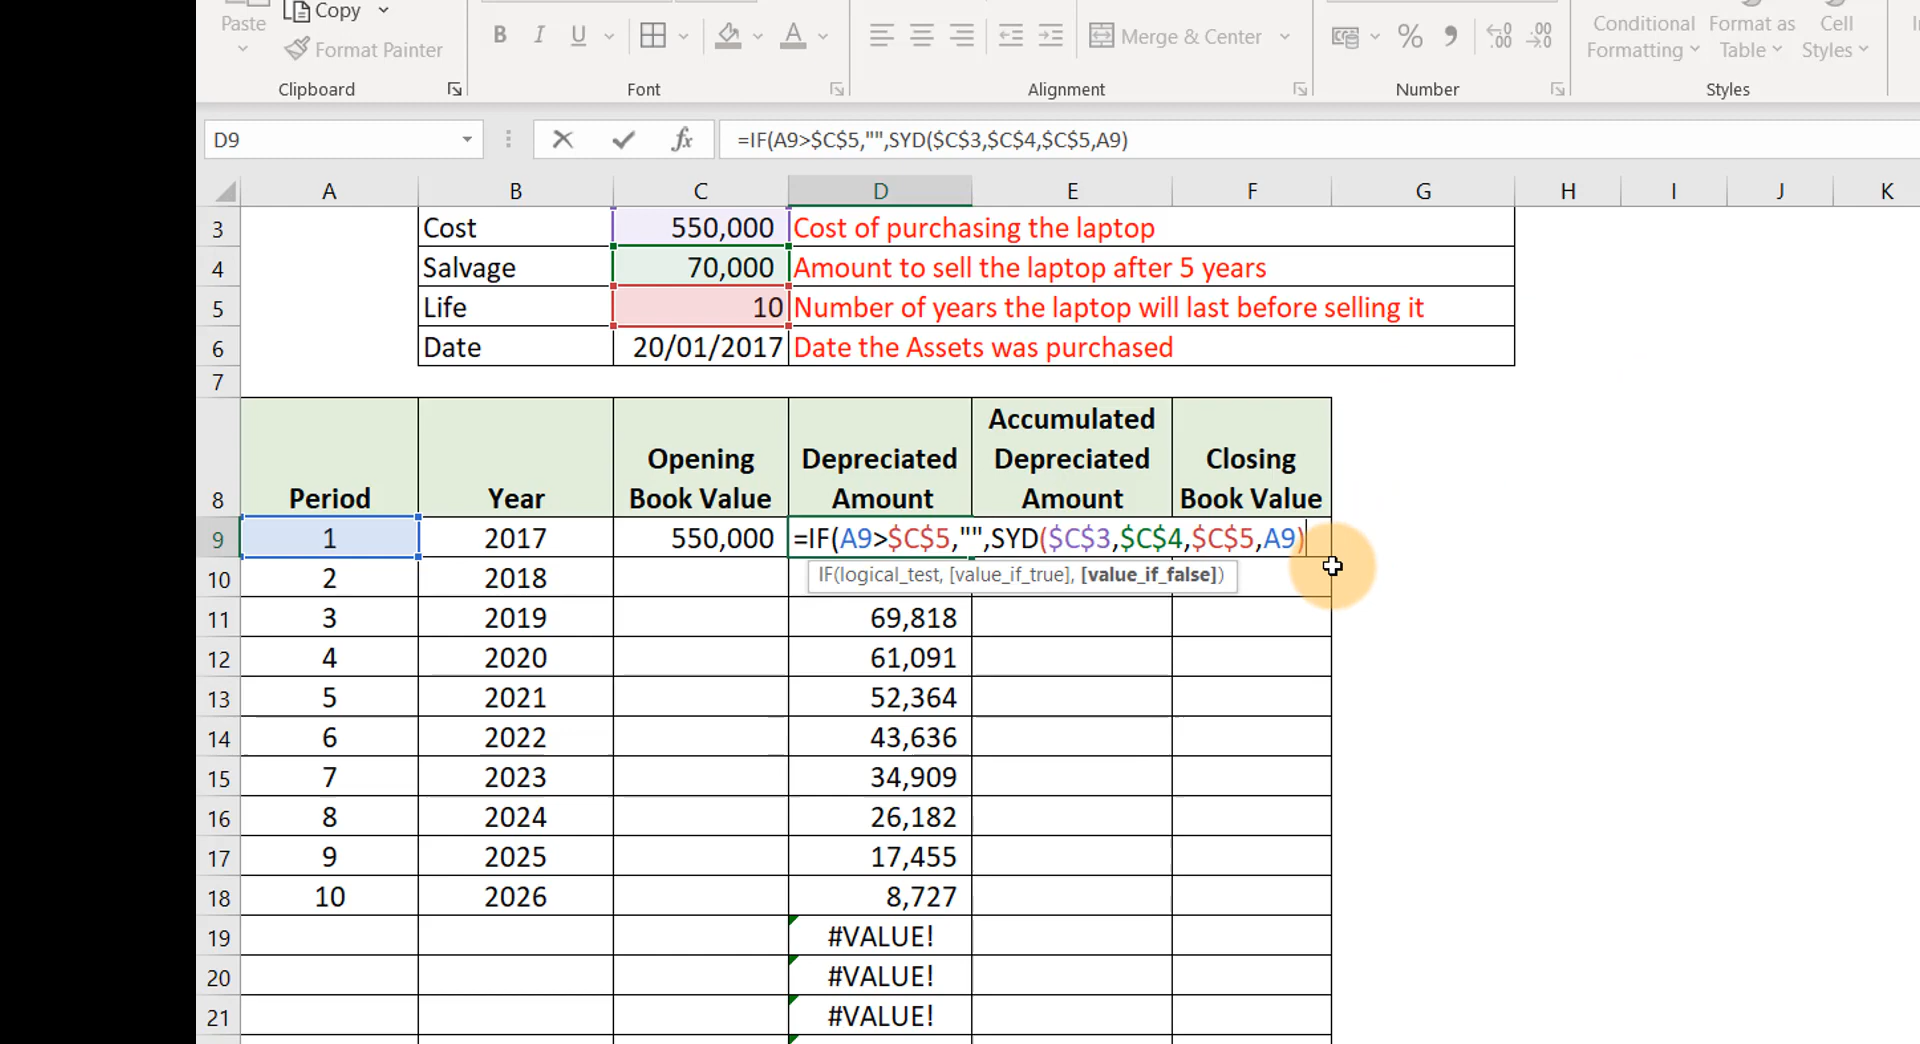 Paste Copy
Format Painter
Clipboard
B I U A
Font
Merge & Center
Alignment
% 9 .00 .00
Number
Conditional Formatting Format as Table Cell Styles
Styles
D9 fx =IF(A9>$C$5,"",SYD($C$3,$C$4,$C$5,A9)
A B C D E F G H I J K
3 Cost 550,000 Cost of purchasing the laptop
4 Salvage 70,000 Amount to sell the laptop after 5 years
5 Life 10 Number of years the laptop will last before selling it
6 Date 20/01/2017 Date the Assets was purchased
7
8 Period Year Opening Book Value Depreciated Amount Accumulated Depreciated Amount Closing Book Value
9 1 2017 550,000 =IF(A9>$C$5,"",SYD($C$3,$C$4,$C$5,A9)
10 2 2018 IF(logical_test, [value_if_true], [value_if_false])
11 3 2019 69,818
12 4 2020 61,091
13 5 2021 52,364
14 6 2022 43,636
15 7 2023 34,909
16 8 2024 26,182
17 9 2025 17,455
18 10 2026 8,727
19 #VALUE!
20 #VALUE!
21 #VALUE!